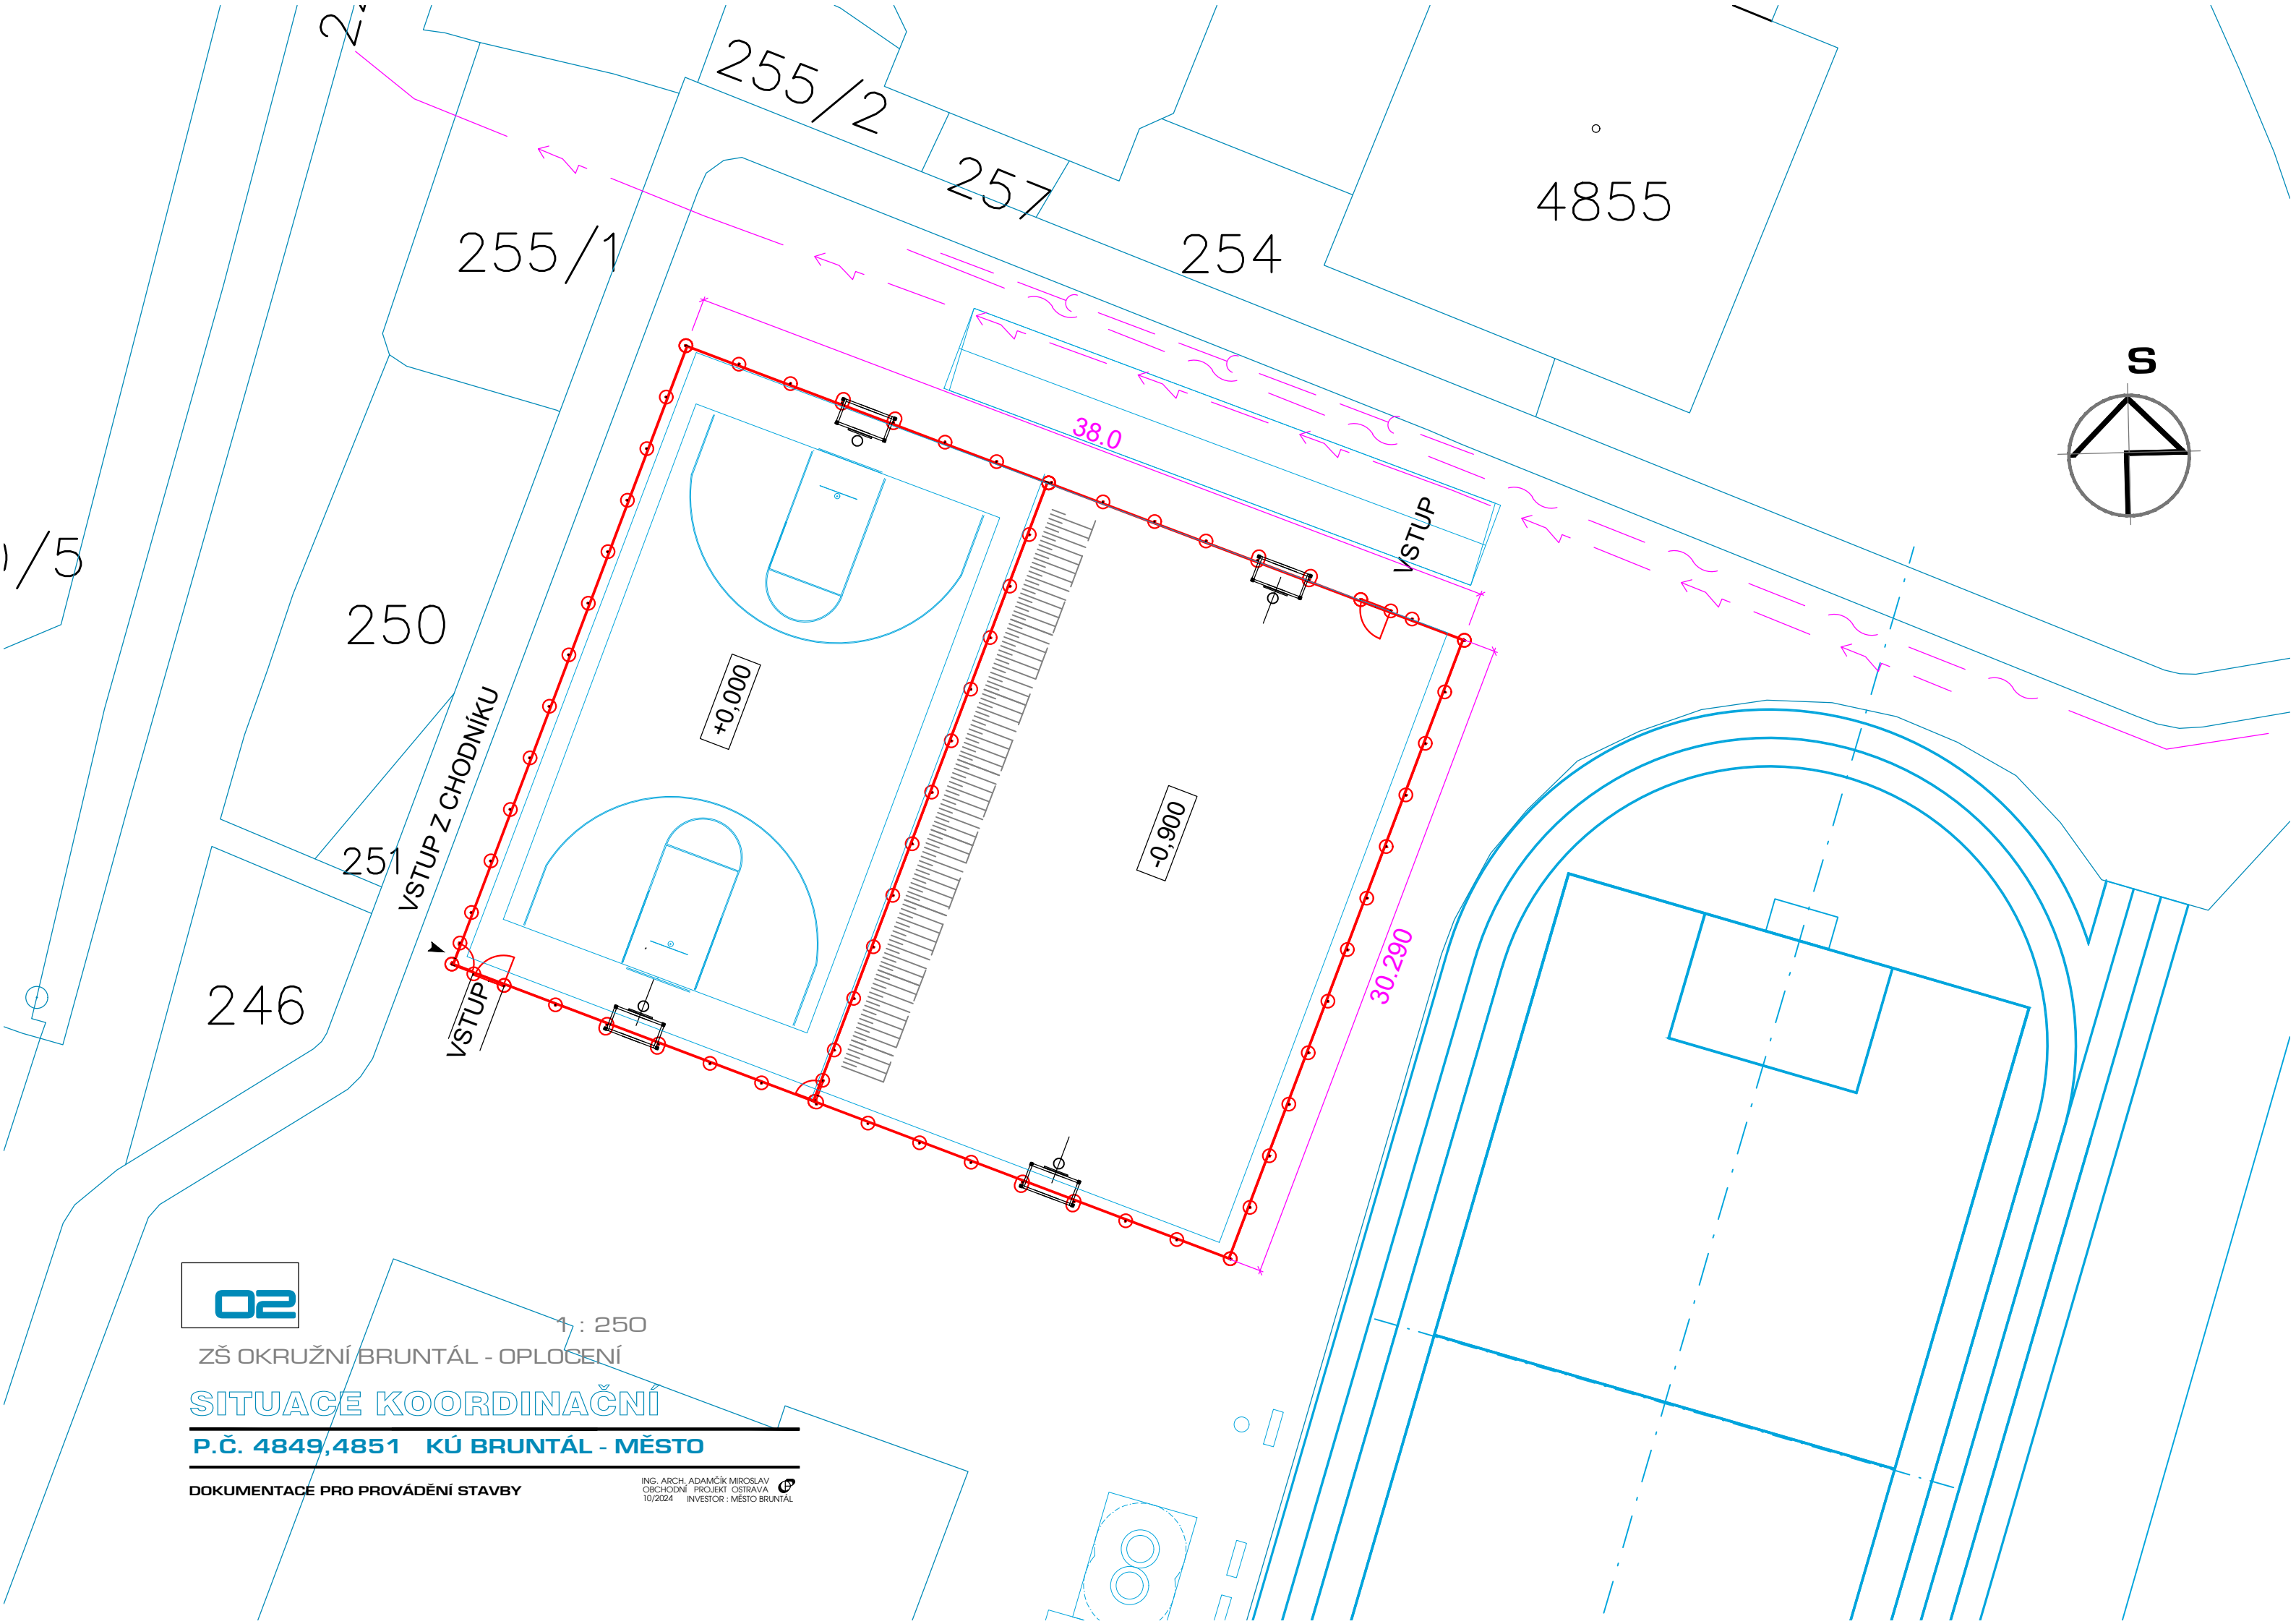 255/2
257
4855
255/1
254
S
38.0
VSTUP
/5
250
+0,000
VSTUP Z CHODNÍKU
-0,900
251
30.290
246
VSTUP
02
1 : 250
ZŠ OKRUŽNÍ BRUNTÁL - OPLOCENÍ
SITUACE KOORDINAČNÍ
P.Č. 4849,4851 KÚ BRUNTÁL - MĚSTO
DOKUMENTACE PRO PROVÁDĚNÍ STAVBY
ING. ARCH. ADAMČÍK MIROSLAV
OBCHODNÍ PROJEKT OSTRAVA
10/2024 INVESTOR : MĚSTO BRUNTÁL